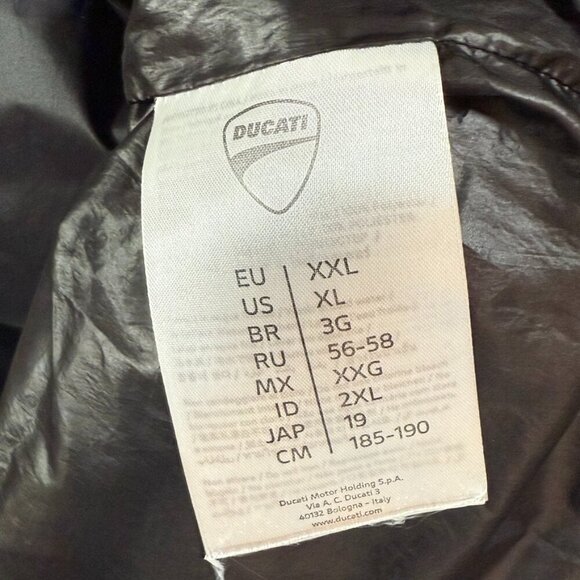 DUCATI
EU | XXL
US | XL
BR | 3G
RU | 56-58
MX | XXG
ID | 2XL
JAP | 19
CM | 185-190
Ducati Motor Holding S.p.A.
Via A. C. Ducati 3
40132 Bologna - Italy
www.ducati.com